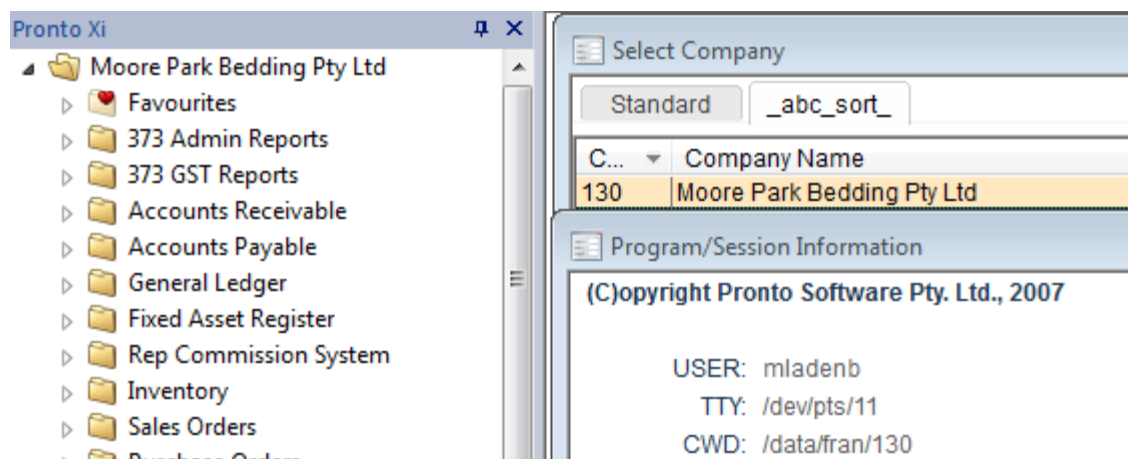 Pronto Xi
Moore Park Bedding Pty Ltd
Favourites
373 Admin Reports
373 GST Reports
Accounts Receivable
Accounts Payable
General Ledger
Fixed Asset Register
Rep Commission System
Inventory
Sales Orders
Select Company
Standard _abc_sort_
C... Company Name
130 Moore Park Bedding Pty Ltd
Program/Session Information
(C)opyright Pronto Software Pty. Ltd., 2007
USER: mladenb
TTY: /dev/pts/11
CWD: /data/fran/130